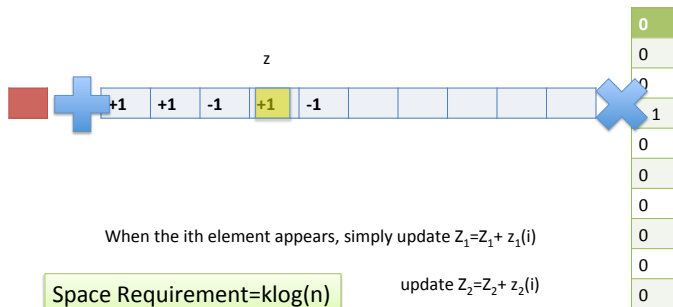 z
+1 +1 -1 +1 -1
When the ith element appears, simply update Z₁=Z₁+ z₁(i)
update Z₂=Z₂+ z₂(i)
Space Requirement=klog(n)
0
0
0
1
0
0
0
0
0
0